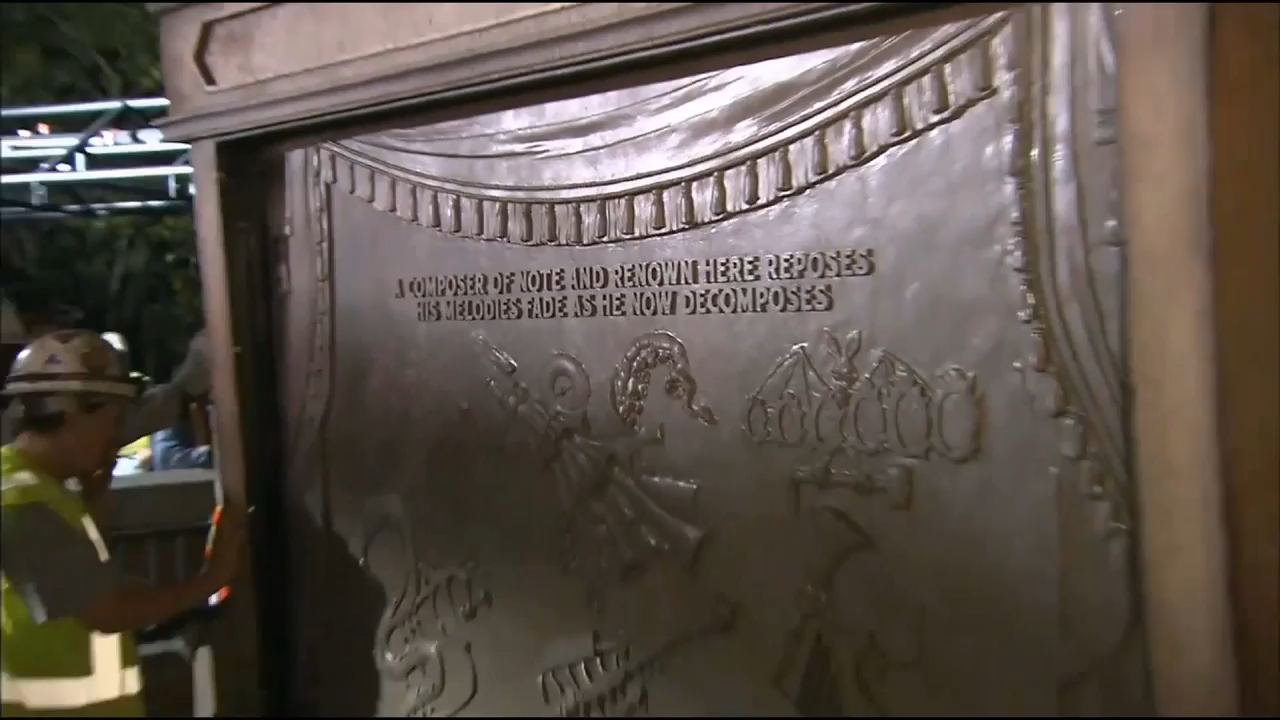 A COMPOSER OF NOTE AND RENOWN HERE REPOSES
HIS MELODIES FADE AS HE NOW DECOMPOSES